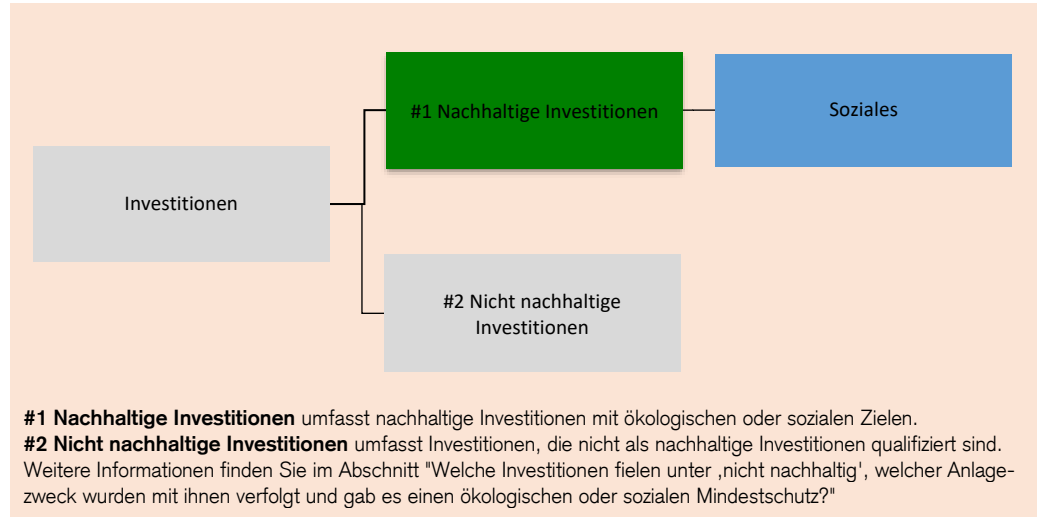 #1 Nachhaltige Investitionen
Soziales
Investitionen
#2 Nicht nachhaltige
Investitionen
#1 Nachhaltige Investitionen umfasst nachhaltige Investitionen mit ökologischen oder sozialen Zielen.
#2 Nicht nachhaltige Investitionen umfasst Investitionen, die nicht als nachhaltige Investitionen qualifiziert sind.
Weitere Informationen finden Sie im Abschnitt "Welche Investitionen fielen unter ‚nicht nachhaltig', welcher Anlage-
zweck wurden mit ihnen verfolgt und gab es einen ökologischen oder sozialen Mindestschutz?"